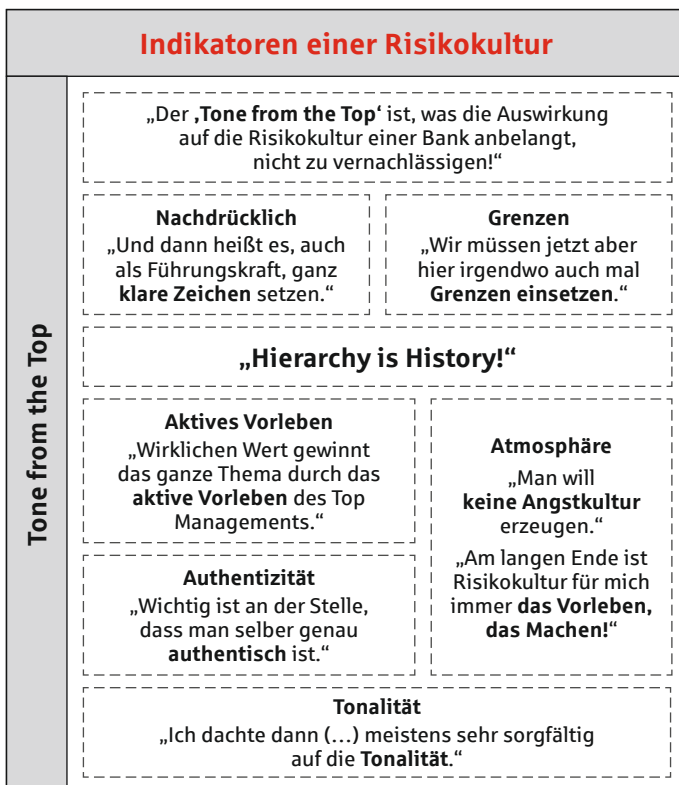 Indikatoren einer Risikokultur
Tone from the Top
„Der ‚Tone from the Top‘ ist, was die Auswirkung
auf die Risikokultur einer Bank anbelangt,
nicht zu vernachlässigen!“
Nachdrücklich
„Und dann heißt es, auch
als Führungskraft, ganz
klare Zeichen setzen.“
Grenzen
„Wir müssen jetzt aber
hier irgendwo auch mal
Grenzen einsetzen.“
„Hierarchy is History!“
Aktives Vorleben
„Wirklichen Wert gewinnt
das ganze Thema durch das
aktive Vorleben des Top
Managements.“
Authentizität
„Wichtig ist an der Stelle,
dass man selber genau
authentisch ist.“
Atmosphäre
„Man will
keine Angstkultur
erzeugen.“
„Am langen Ende ist
Risikokultur für mich
immer das Vorleben,
das Machen!“
Tonalität
„Ich dachte dann (...) meistens sehr sorgfältig
auf die Tonalität.“